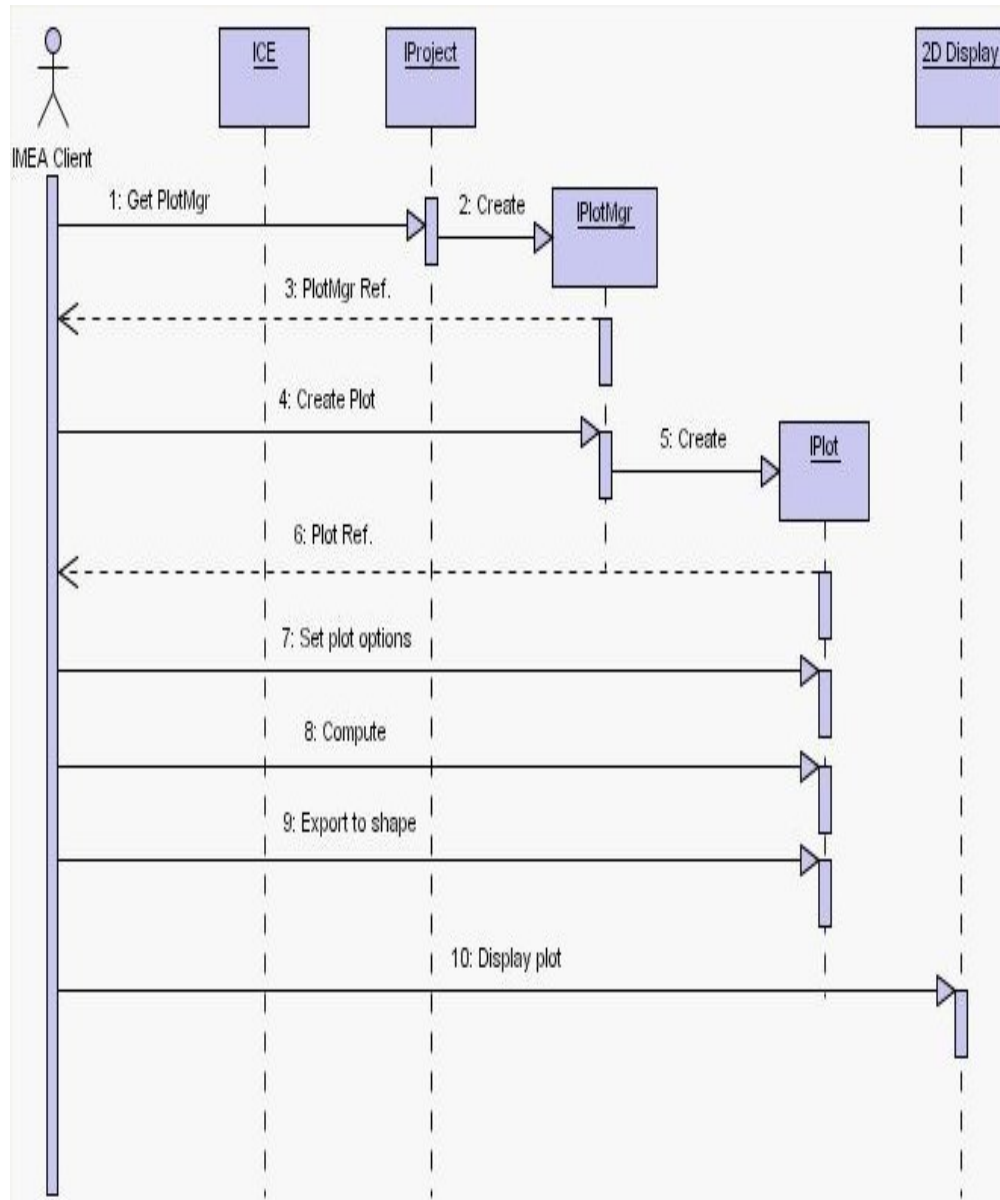 ICE
IProject
2D Display
IMEA Client
1: Get PlotMgr
2: Create
IPlotMgr
3: PlotMgr Ref.
4: Create Plot
5: Create
IPlot
6: Plot Ref.
7: Set plot options
8: Compute
9: Export to shape
10: Display plot